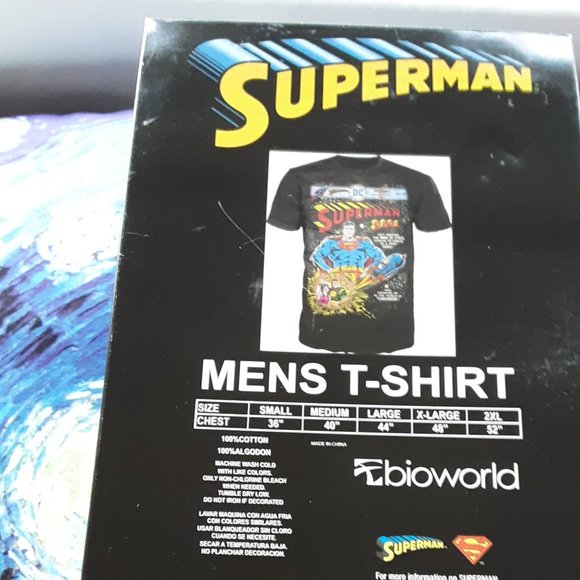 SUPERMAN
DC
SUPERMAN
2001
MENS T-SHIRT
SIZE SMALL MEDIUM LARGE X-LARGE 2XL
CHEST 36" 40" 44" 48" 52"
100%COTTON
100%ALGODON
MADE IN CHINA
MACHINE WASH COLD
WITH LIKE COLORS.
ONLY NON-CHLORINE BLEACH
WHEN NEEDED.
TUMBLE DRY LOW.
DO NOT IRON IF DECORATED
LAVAR MAQUINA CON AGUA FRIA
CON COLORES SIMILARES.
USAR BLANQUEADOR SIN CLORO
CUANDO SE NECESITE.
SECAR A TEMPERATURA BAJA.
NO PLANCHAR DECORACION.
bioworld
SUPERMAN
For more information on SUPERMAN